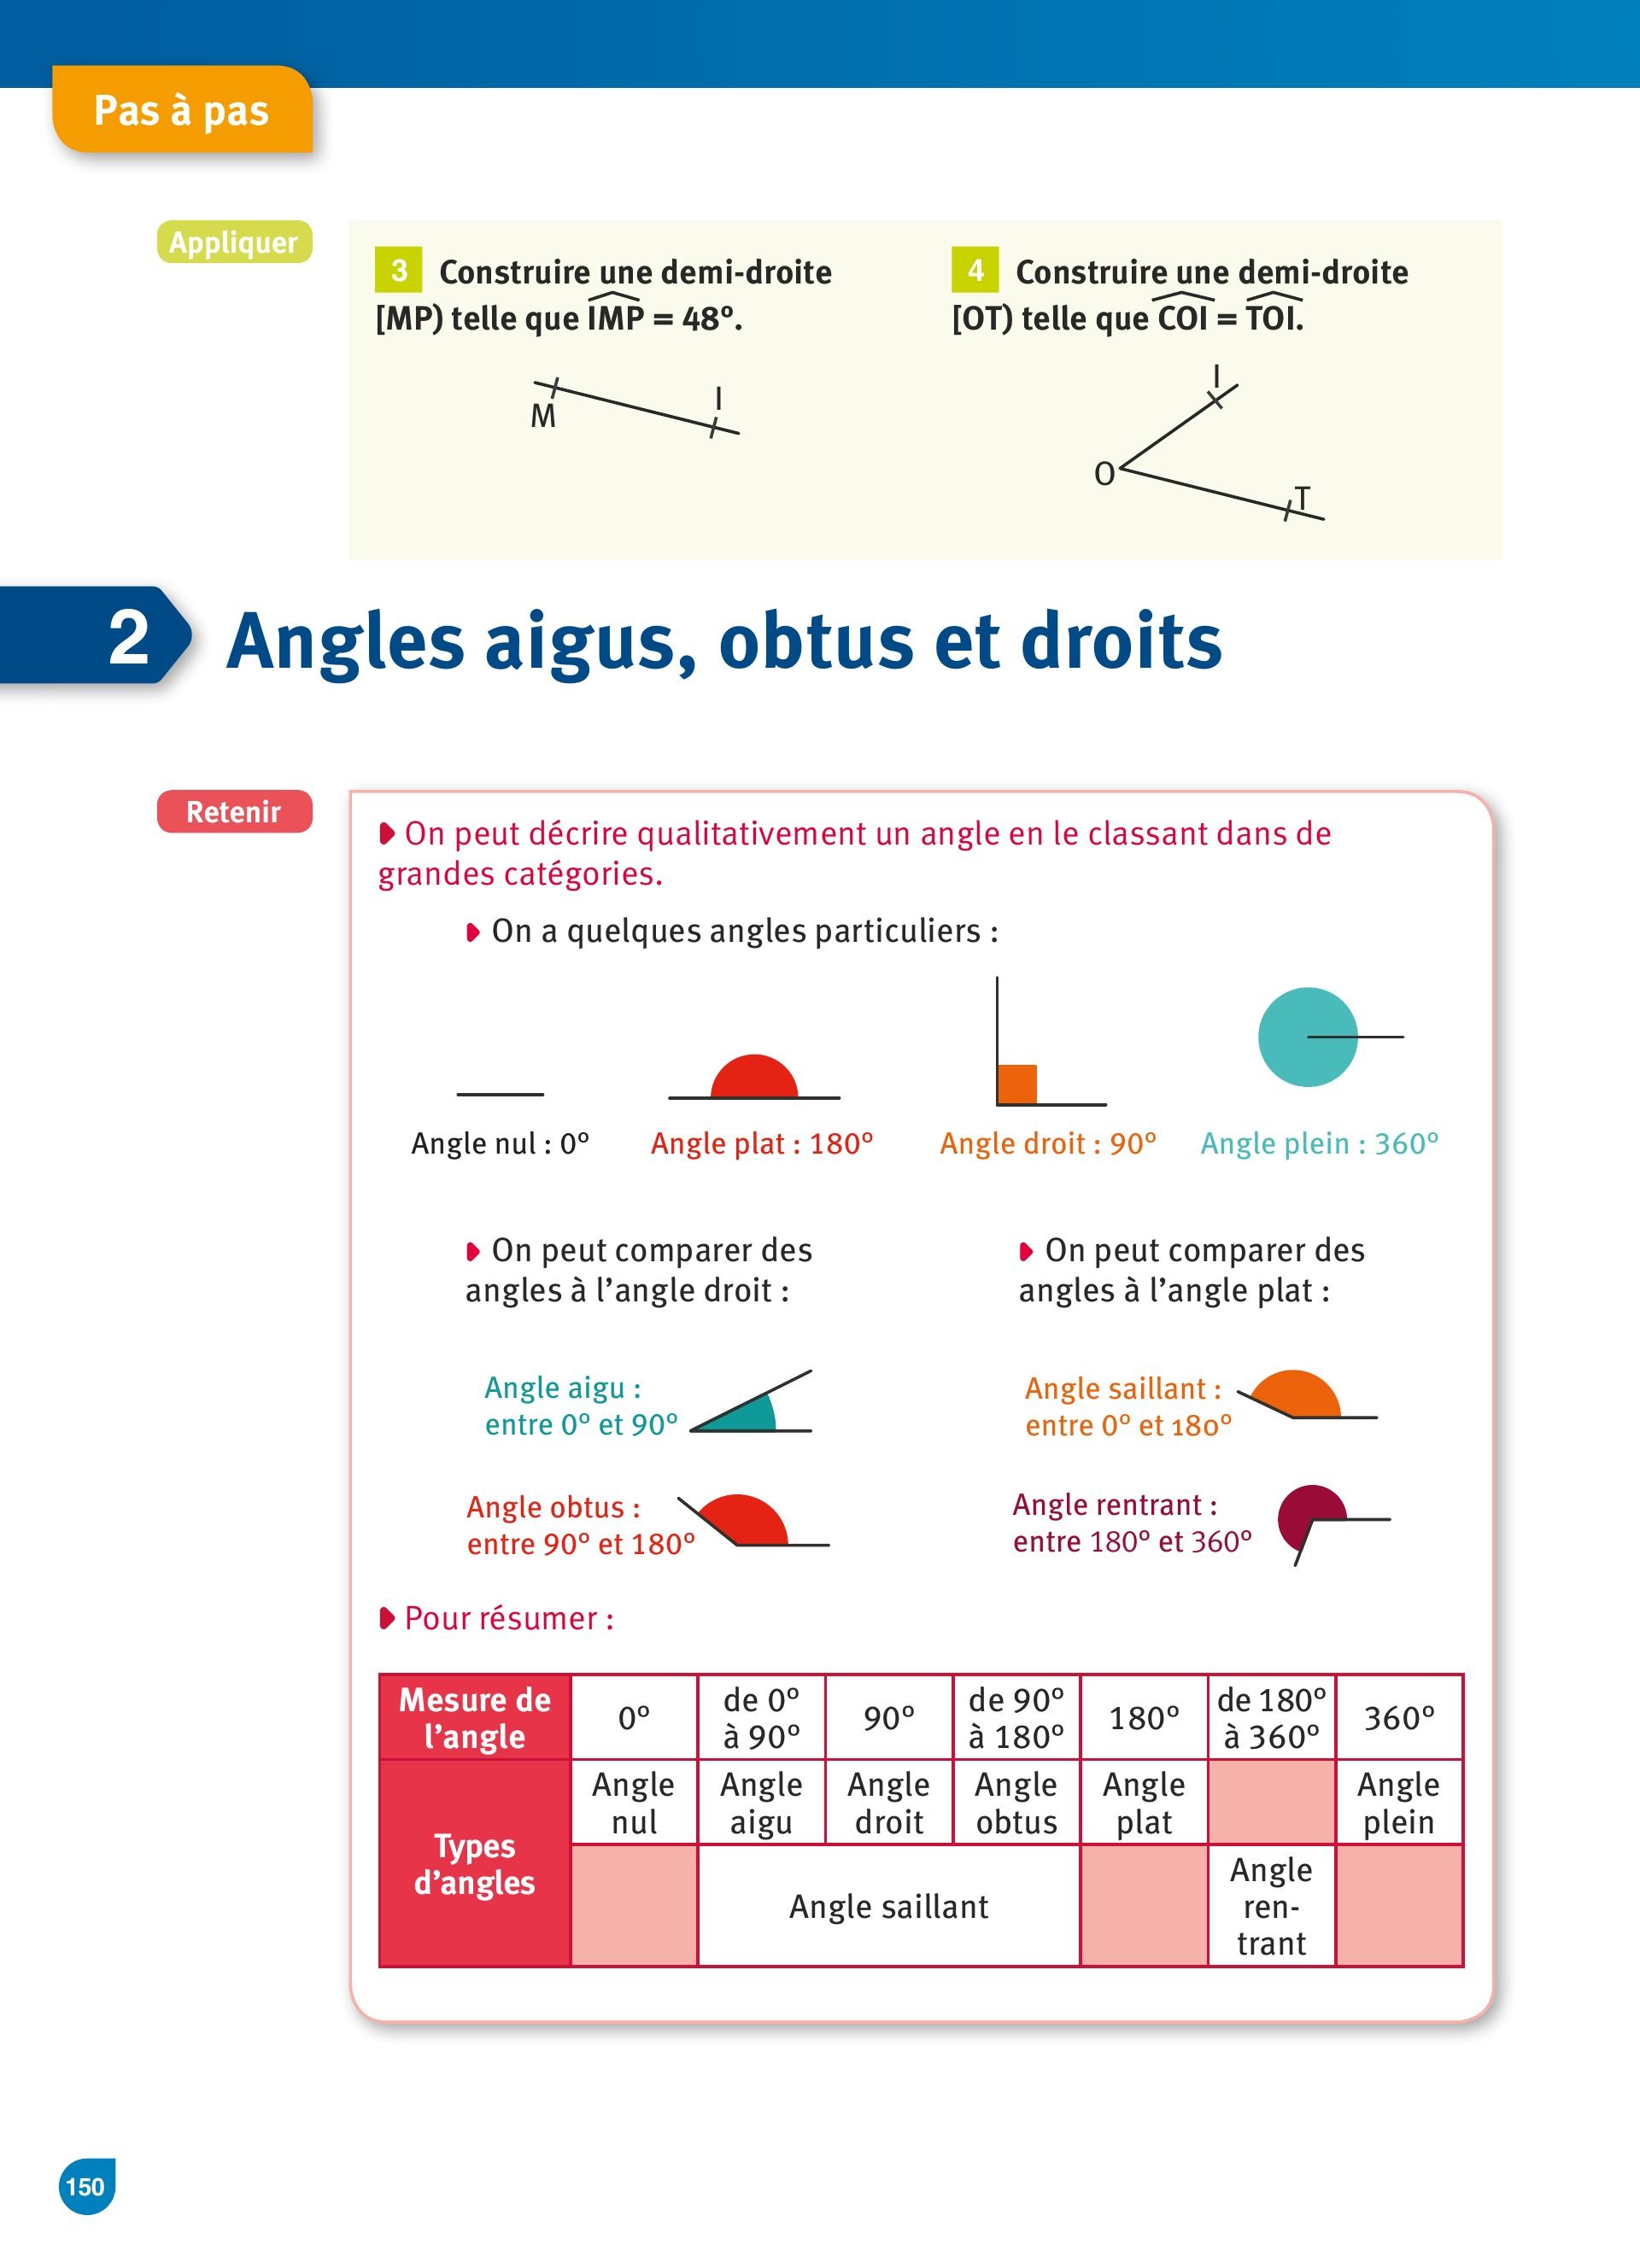 Pas à pas
Appliquer
3 Construire une demi-droite
[MP) telle que IMP = 48°.
M
I
4 Construire une demi-droite
[OT) telle que COI = TOI.
I
O
T
2 Angles aigus, obtus et droits
Retenir
On peut décrire qualitativement un angle en le classant dans de
grandes catégories.
On a quelques angles particuliers :
Angle nul : 0° Angle plat : 180° Angle droit : 90° Angle plein : 360°
On peut comparer des
angles à l’angle droit :
Angle aigu :
entre 0° et 90°
Angle obtus :
entre 90° et 180°
On peut comparer des
angles à l’angle plat :
Angle saillant :
entre 0° et 180°
Angle rentrant :
entre 180° et 360°
Pour résumer :
Mesure de
l’angle
0°
de 0°
à 90°
90°
de 90°
à 180°
180°
de 180°
à 360°
360°
Types
d’angles
Angle
nul
Angle
aigu
Angle
droit
Angle
obtus
Angle
plat
Angle
plein
Angle saillant
Angle
ren-
trant
150